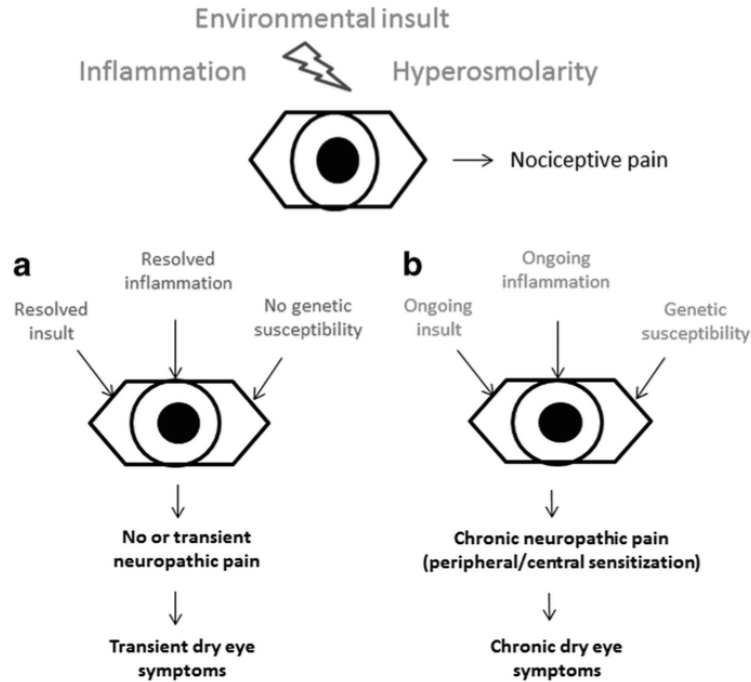 Environmental insult
Inflammation
Hyperosmolarity
Nociceptive pain
a
Resolved
inflammation
Resolved
insult
No genetic
susceptibility
No or transient
neuropathic pain
Transient dry eye
symptoms
b
Ongoing
inflammation
Ongoing
insult
Genetic
susceptibility
Chronic neuropathic pain
(peripheral/central sensitization)
Chronic dry eye
symptoms